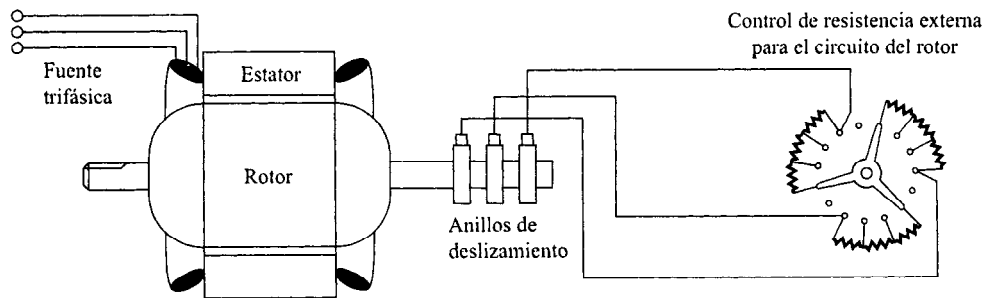 Control de resistencia externa
para el circuito del rotor
Fuente
trifásica
Estator
Rotor
Anillos de
deslizamiento